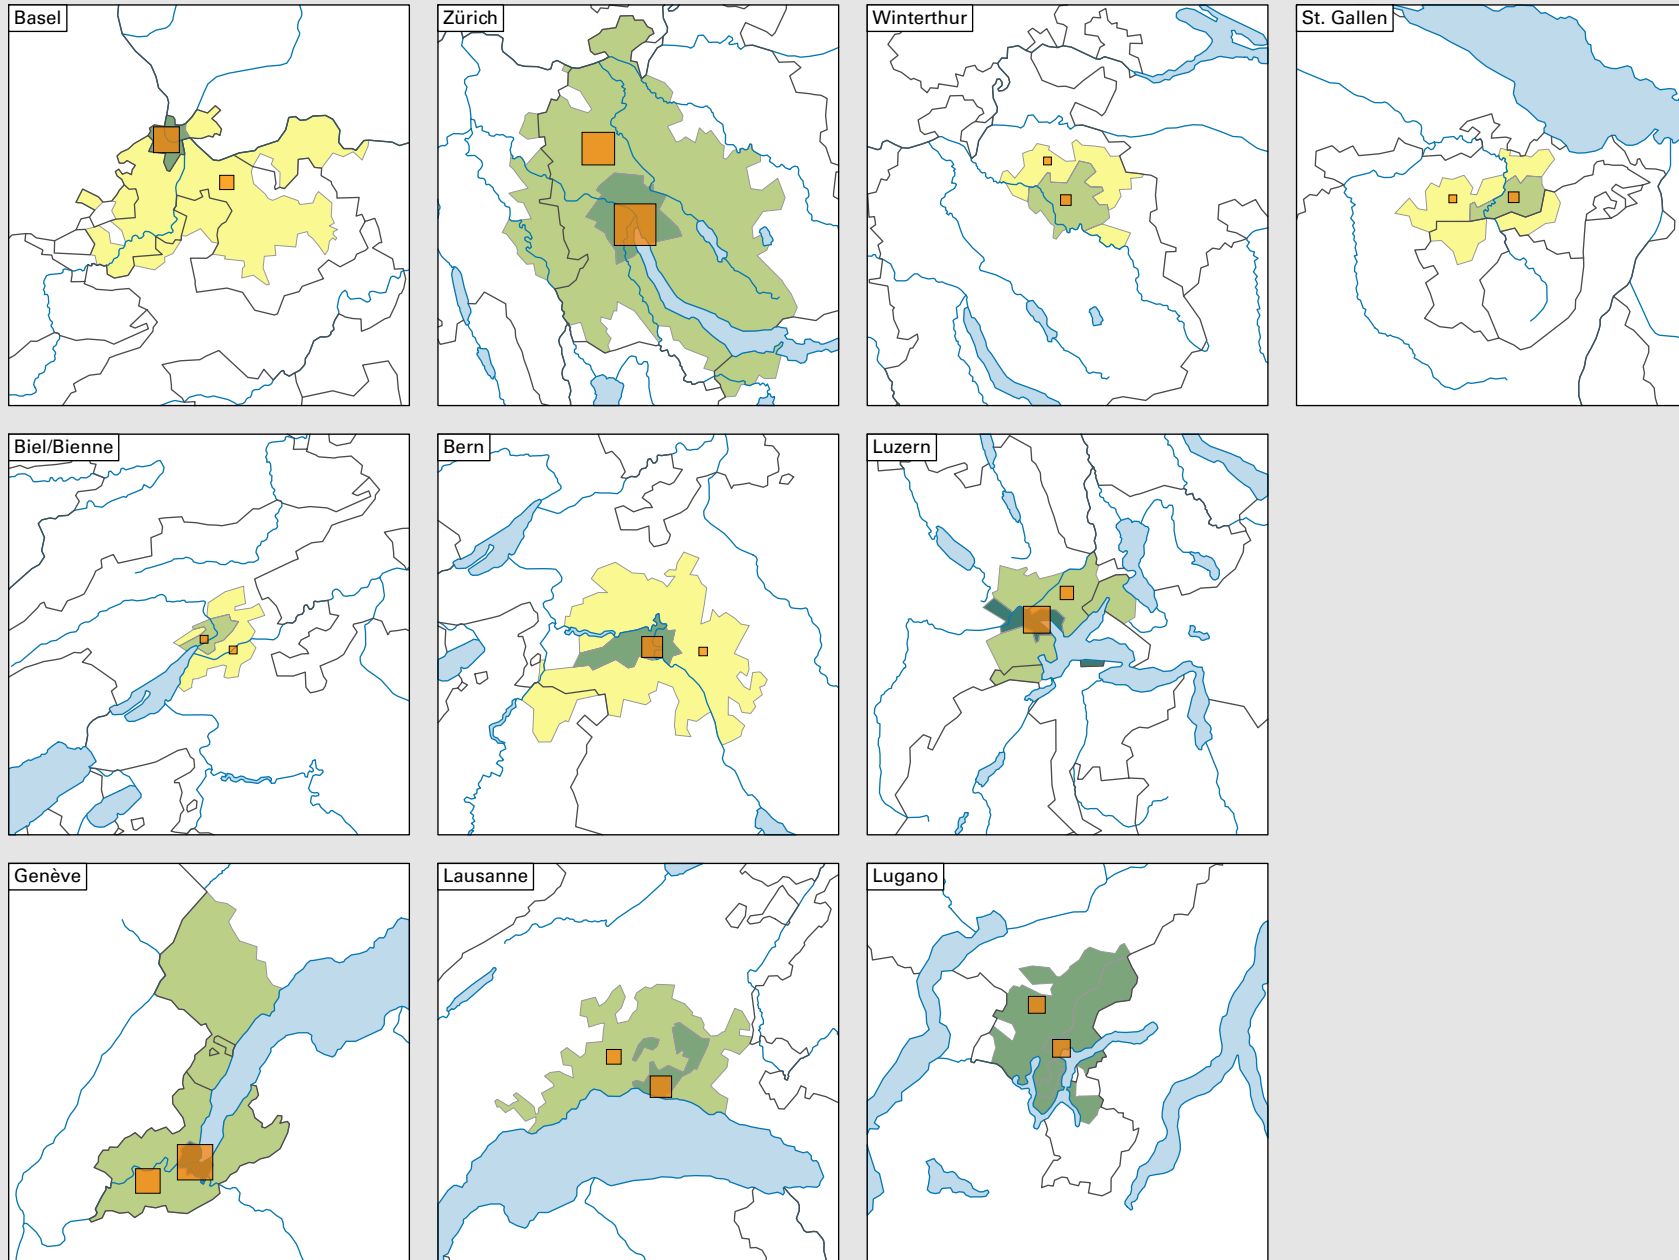 Basel
Zürich
Winterthur
St. Gallen
Biel/Bienne
Bern
Luzern
Genève
Lausanne
Lugano